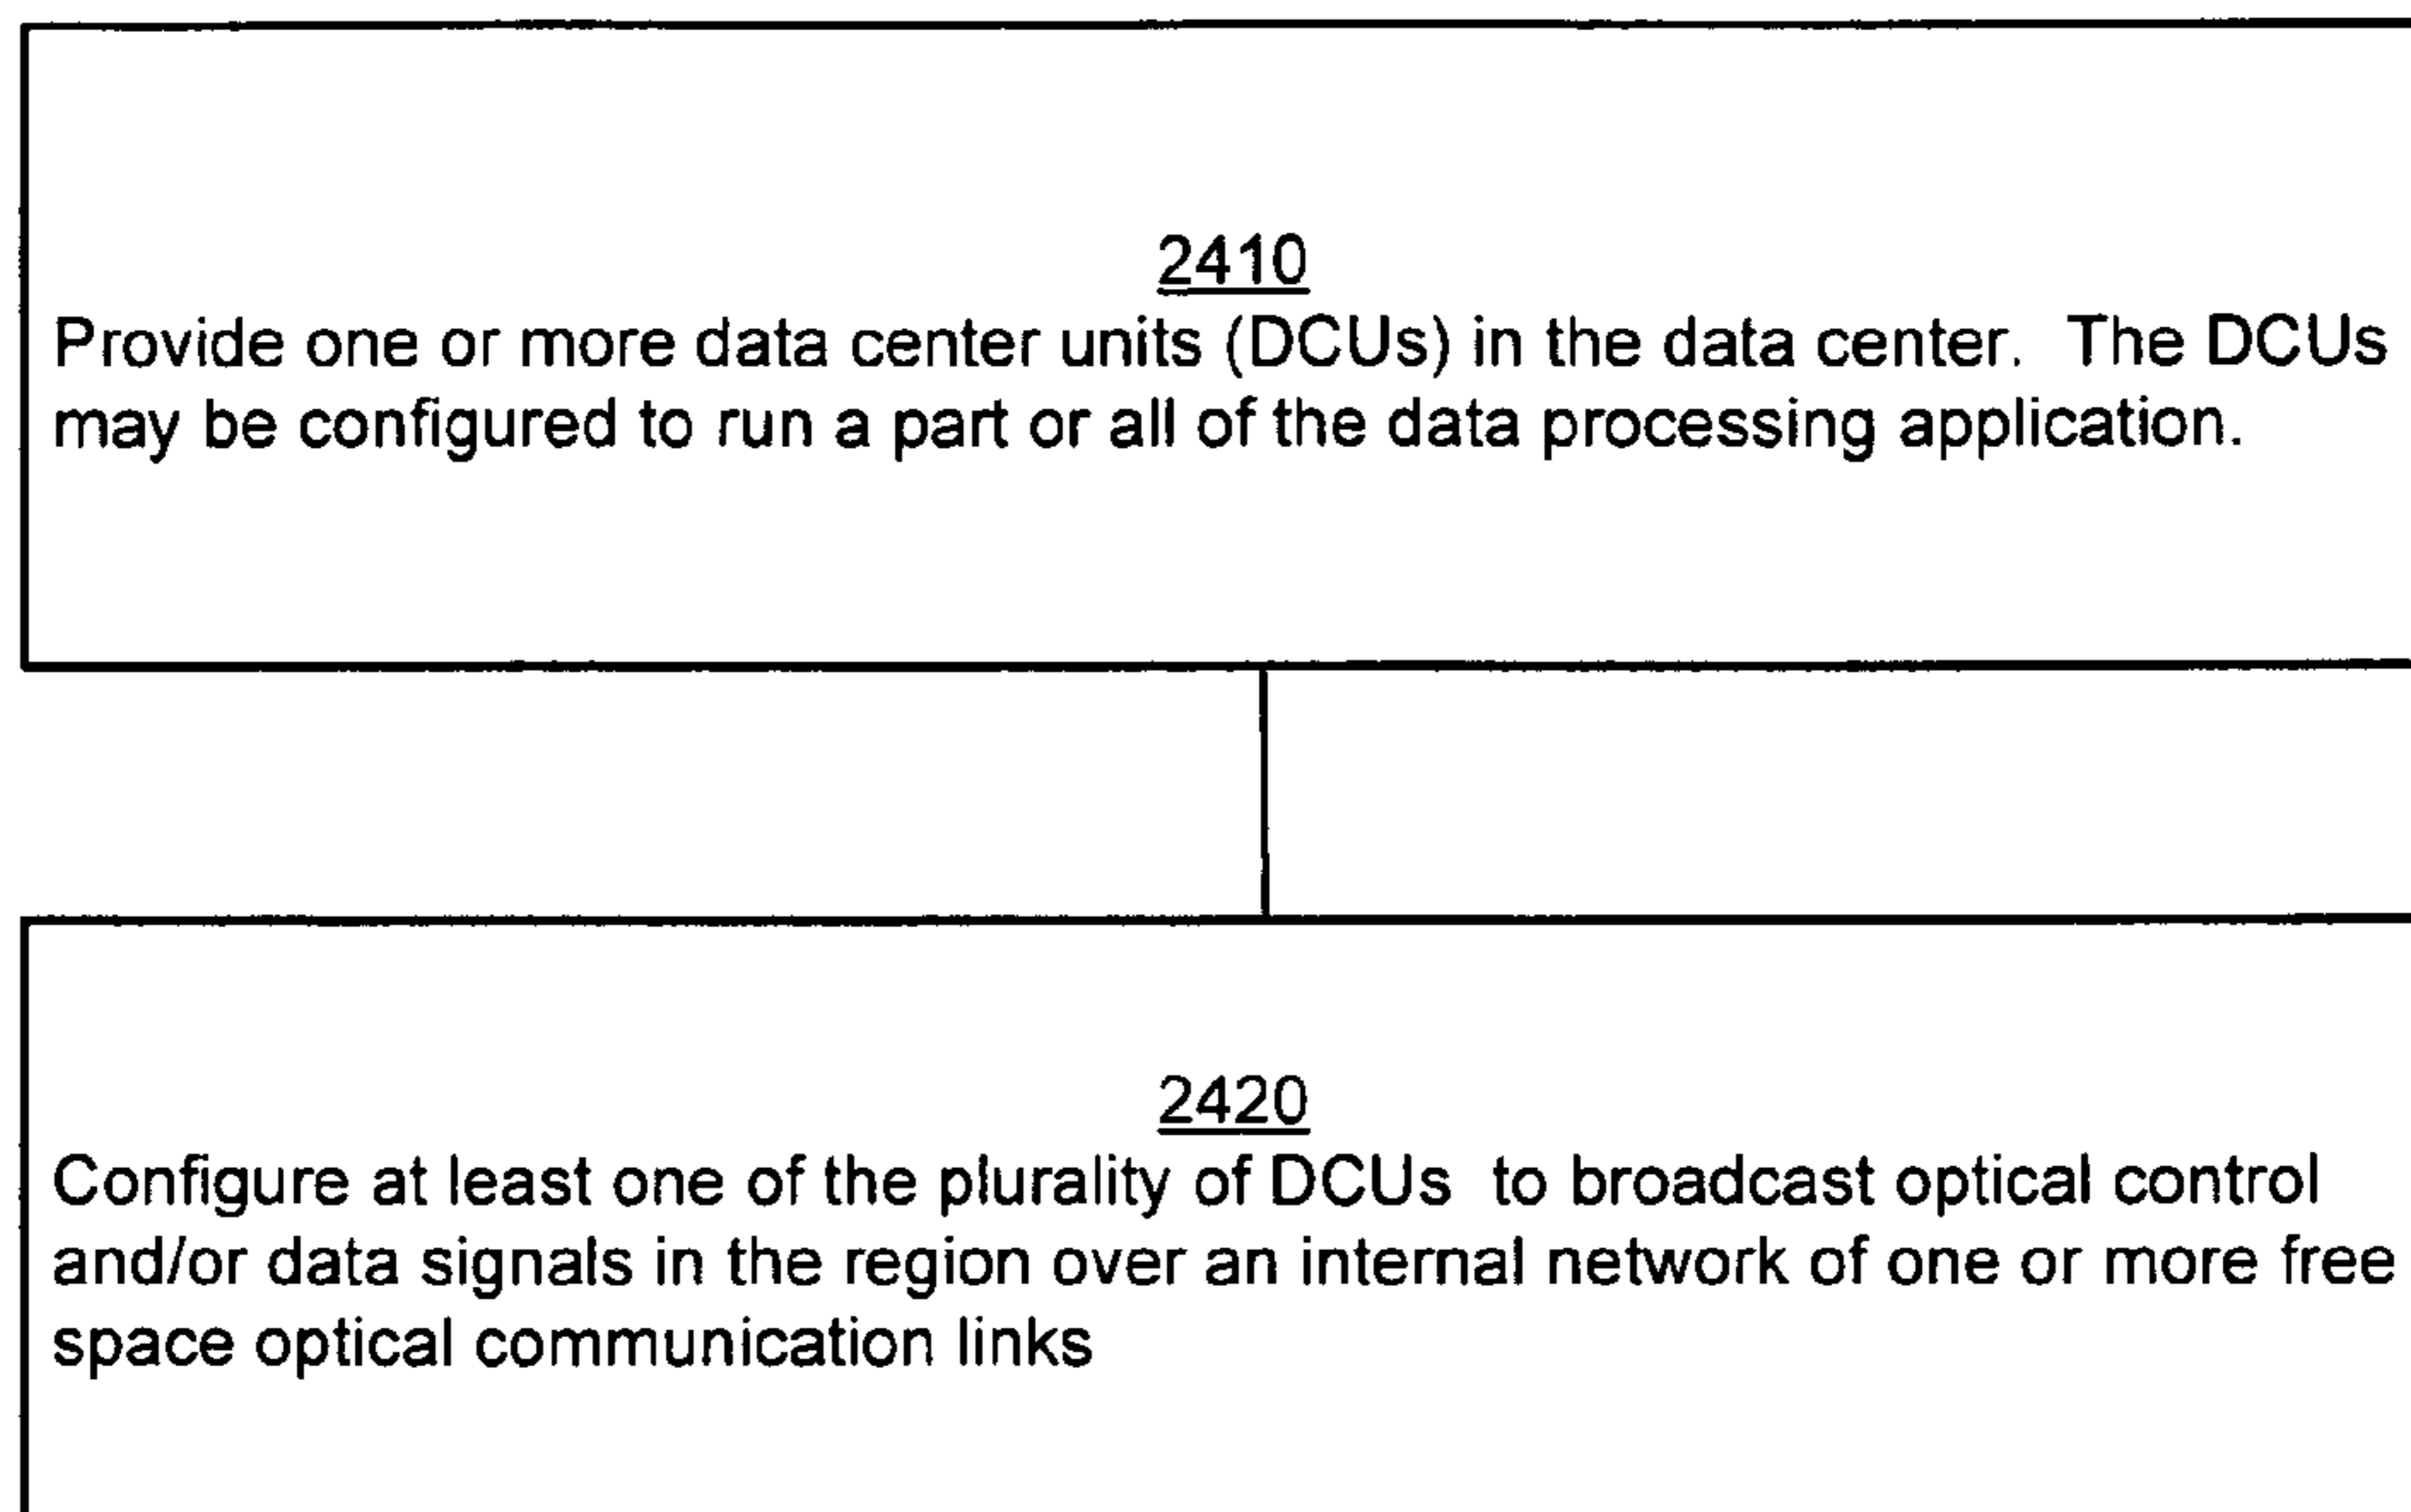 2410
Provide one or more data center units (DCUs) in the data center. The DCUs
may be configured to run a part or all of the data processing application.
2420
Configure at least one of the plurality of DCUs to broadcast optical control
and/or data signals in the region over an internal network of one or more free
space optical communication links